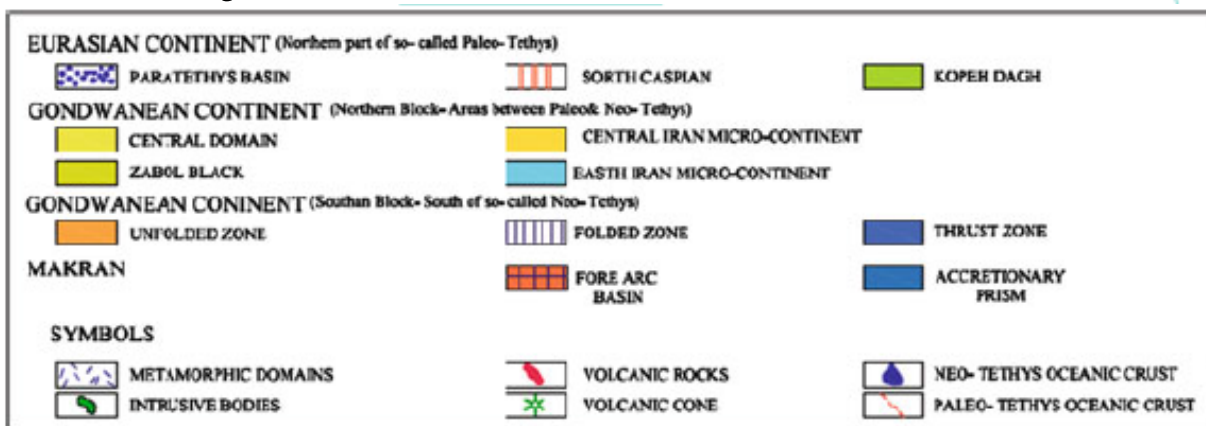 EURASIAN CONTINENT (Northern part of so- called Paleo- Tethys)
PARATETHYS BASIN SORTH CASPIAN KOPEH DAGH
GONDWANEAN CONTINENT (Northern Block- Areas between Paleo& Neo- Tethys)
CENTRAL DOMAIN CENTRAL IRAN MICRO-CONTINENT
ZABOL BLACK EASTH IRAN MICRO-CONTINENT
GONDWANEAN CONINENT (Southan Block- South of so- called Neo- Tethys)
UNFOLDED ZONE FOLDED ZONE THRUST ZONE
MAKRAN FORE ARC BASIN ACCRETIONARY PRISM
SYMBOLS
METAMORPHIC DOMAINS VOLCANIC ROCKS NEO- TETHYS OCEANIC CRUST
INTRUSIVE BODIES VOLCANIC CONE PALEO- TETHYS OCEANIC CRUST